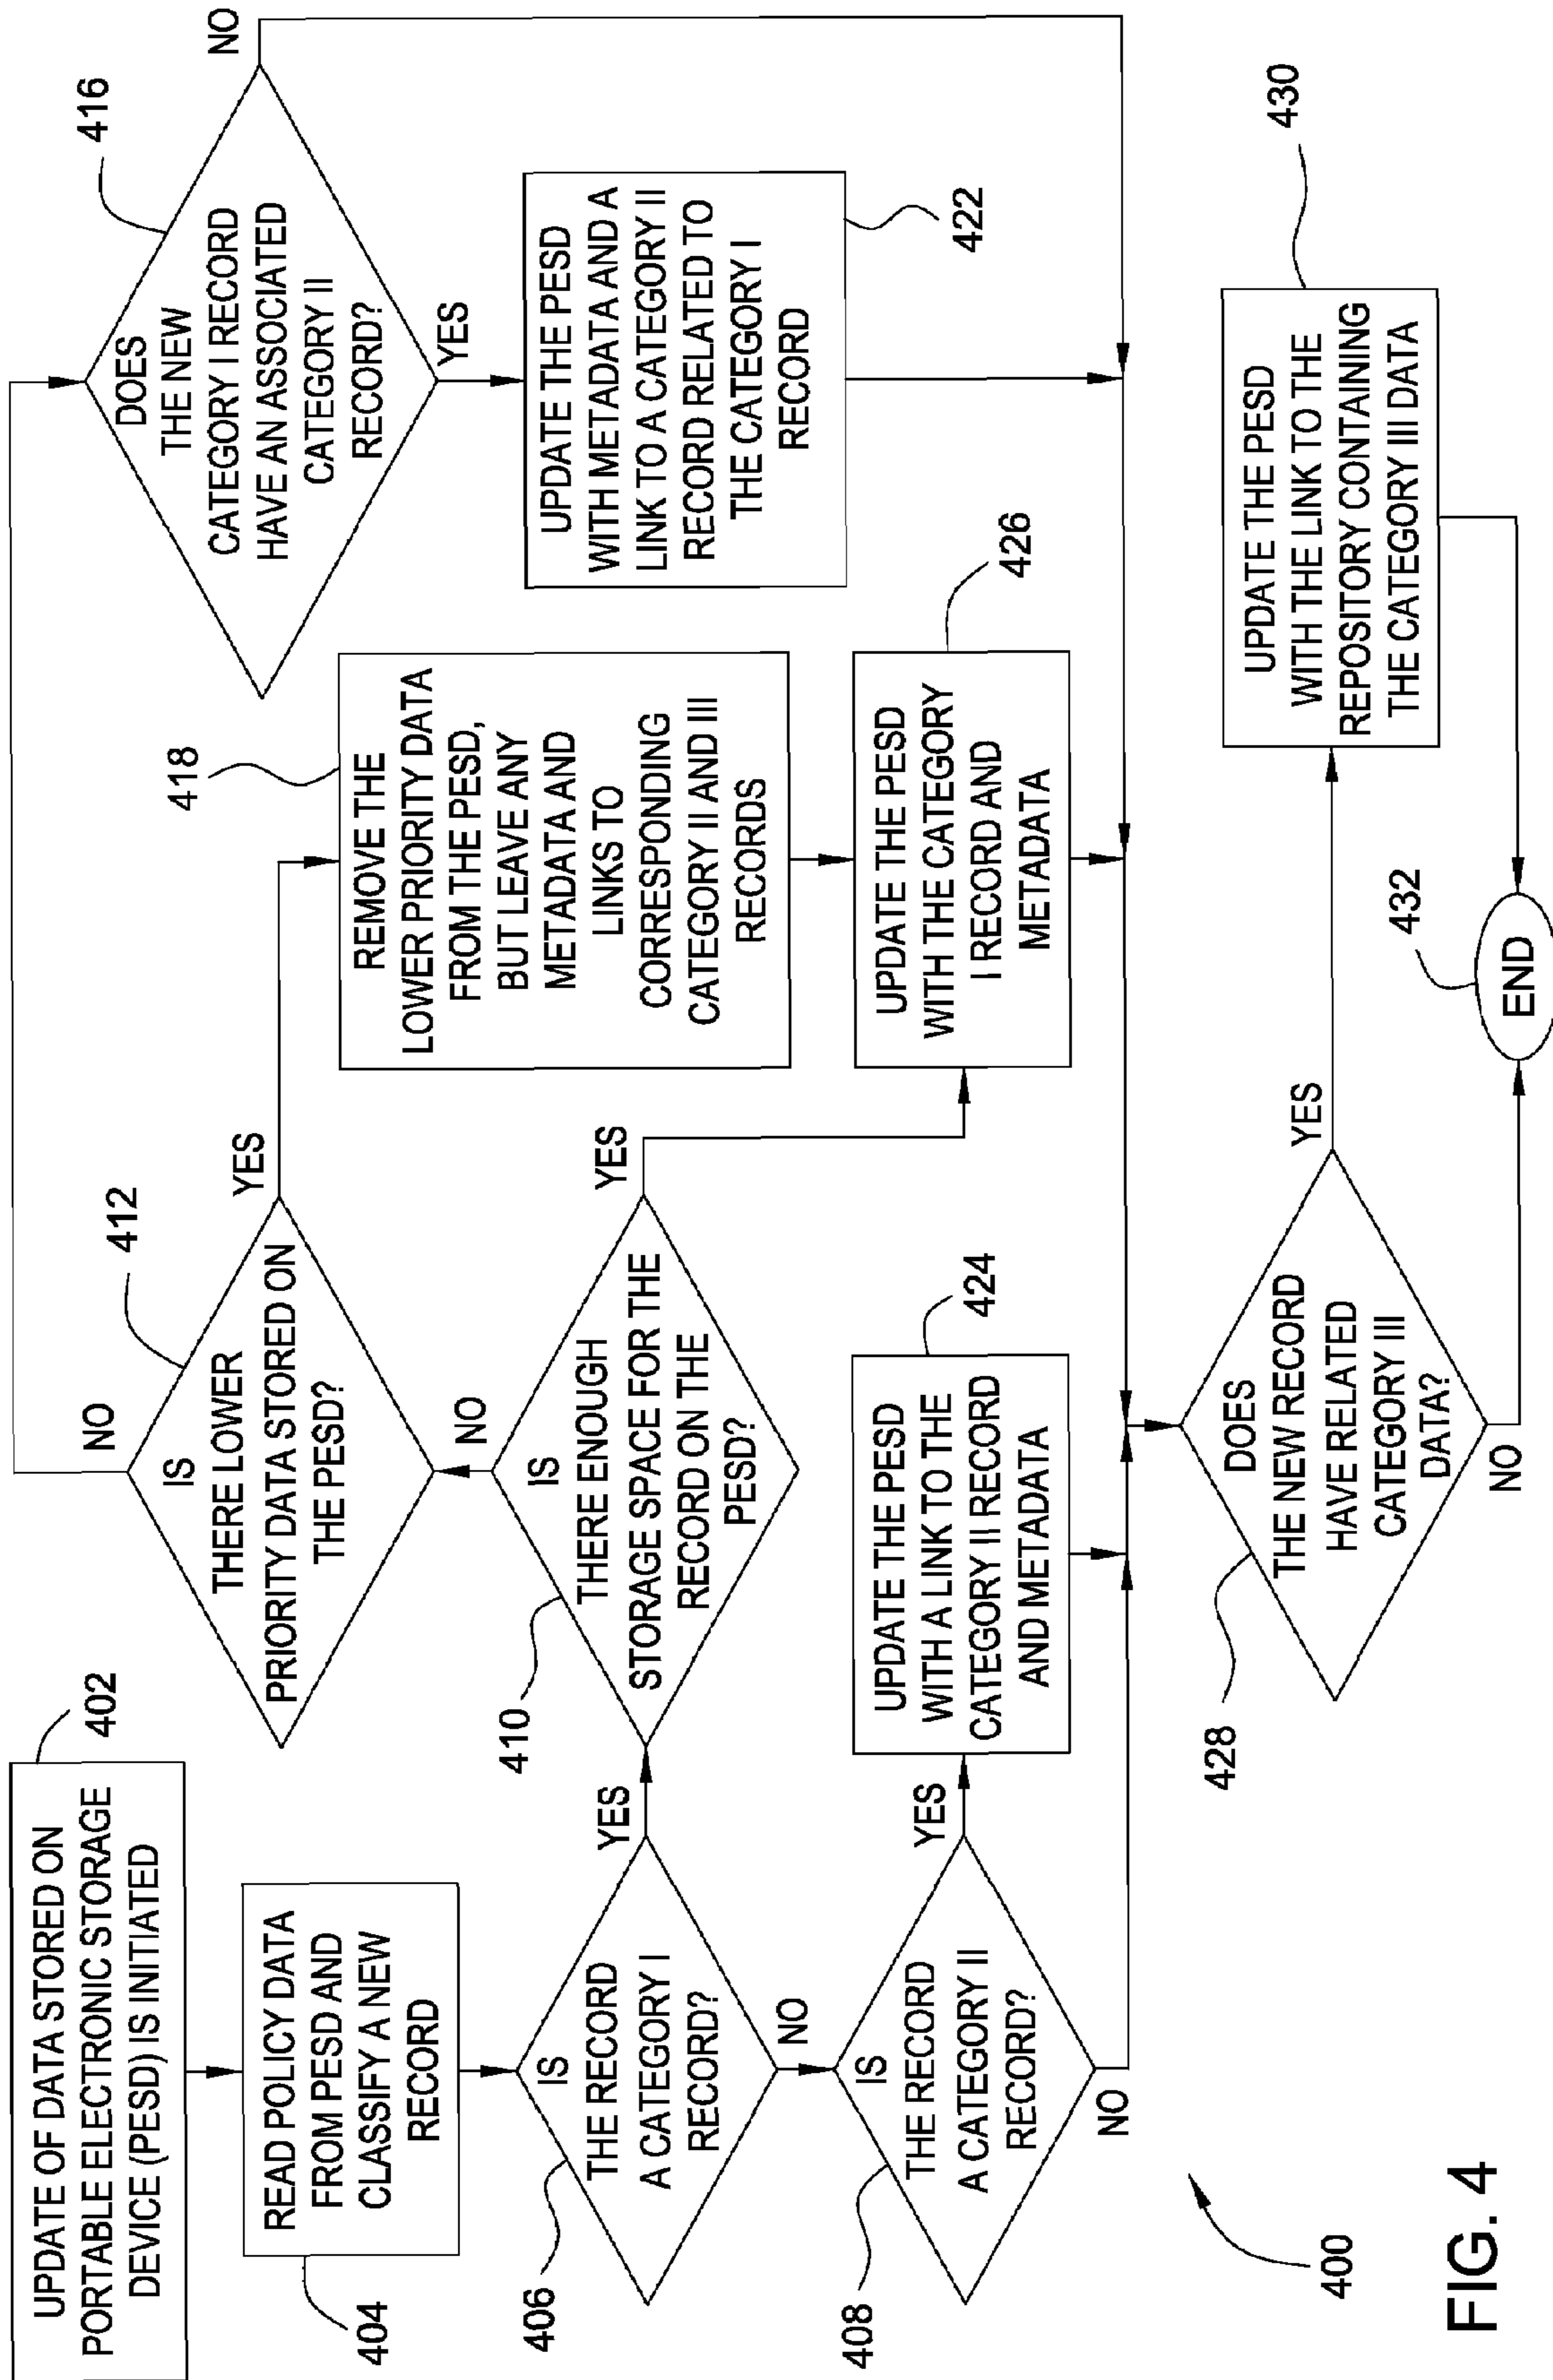 UPDATE OF DATA STORED ON
PORTABLE ELECTRONIC STORAGE
DEVICE (PESD) IS INITIATED
402
READ POLICY DATA
FROM PESD AND
CLASSIFY A NEW
RECORD
404
IS
THE RECORD
A CATEGORY I
RECORD?
406
YES
NO
IS
THE RECORD
A CATEGORY II
RECORD?
408
YES
NO
IS
THERE ENOUGH
STORAGE SPACE FOR THE
RECORD ON THE
PESD?
410
YES
NO
IS
THERE LOWER
PRIORITY DATA STORED ON
THE PESD?
412
YES
NO
DOES
THE NEW
CATEGORY I RECORD
HAVE AN ASSOCIATED
CATEGORY II
RECORD?
416
YES
NO
REMOVE THE
LOWER PRIORITY DATA
FROM THE PESD,
BUT LEAVE ANY
METADATA AND
LINKS TO
CORRESPONDING
CATEGORY II AND III
RECORDS
418
UPDATE THE PESD
WITH METADATA AND A
LINK TO A CATEGORY II
RECORD RELATED TO
THE CATEGORY I
RECORD
422
UPDATE THE PESD
WITH A LINK TO THE
CATEGORY II RECORD
AND METADATA
424
UPDATE THE PESD
WITH THE CATEGORY
I RECORD AND
METADATA
426
DOES
THE NEW RECORD
HAVE RELATED
CATEGORY III
DATA?
428
YES
NO
UPDATE THE PESD
WITH THE LINK TO THE
REPOSITORY CONTAINING
THE CATEGORY III DATA
430
END
432
400
FIG. 4